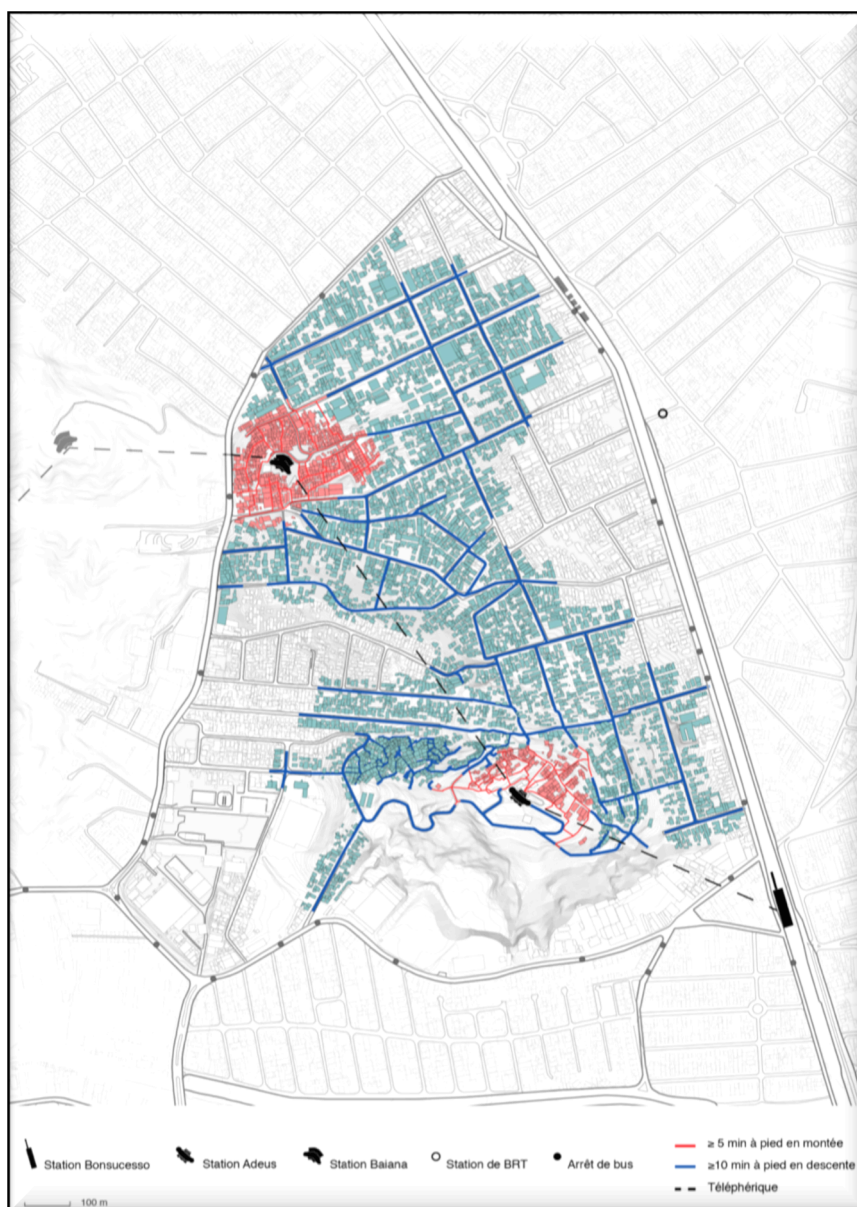 Station Bonsucesso
Station Adeus
Station Baiana
Station de BRT
Arrêt de bus
≥ 5 min à pied en montée
≥10 min à pied en descente
Téléphérique
100 m